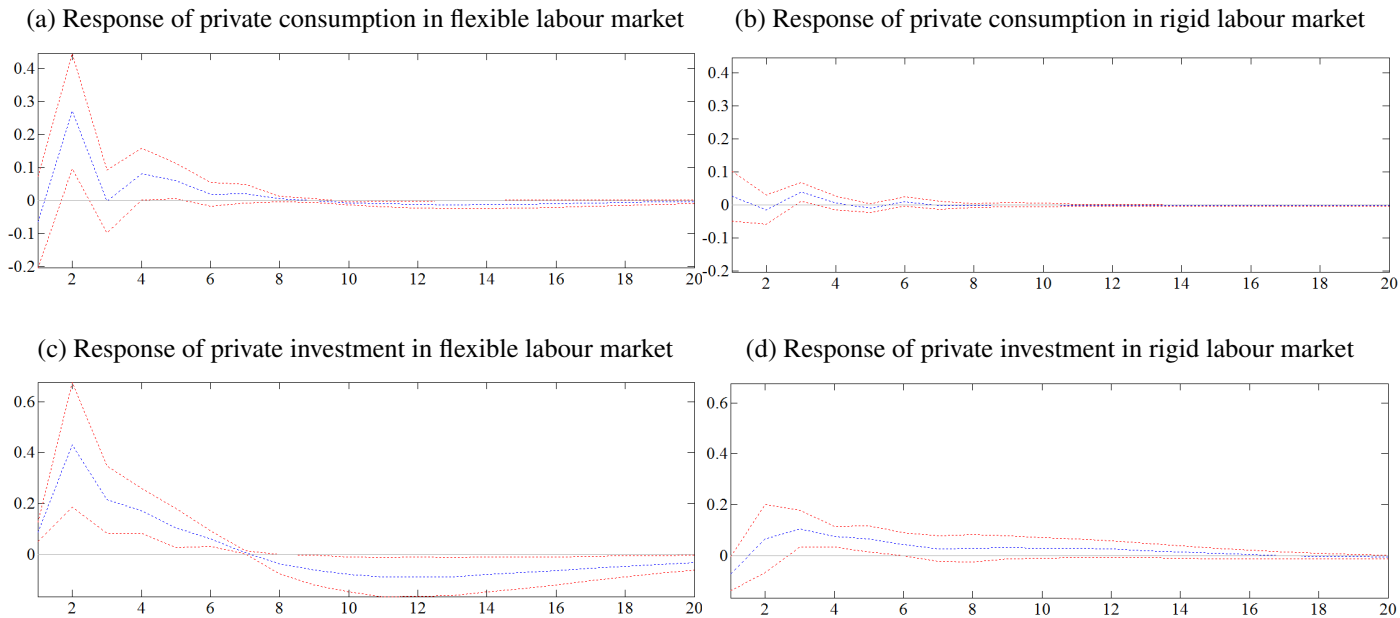 (a) Response of private consumption in flexible labour market
(b) Response of private consumption in rigid labour market
0.4
0.3
0.2
0.1
0
-0.1
-0.2
2 4 6 8 10 12 14 16 18 20
0.4
0.3
0.2
0.1
0
-0.1
-0.2
2 4 6 8 10 12 14 16 18 20
(c) Response of private investment in flexible labour market
(d) Response of private investment in rigid labour market
0.6
0.4
0.2
0
2 4 6 8 10 12 14 16 18 20
0.6
0.4
0.2
0
2 4 6 8 10 12 14 16 18 20